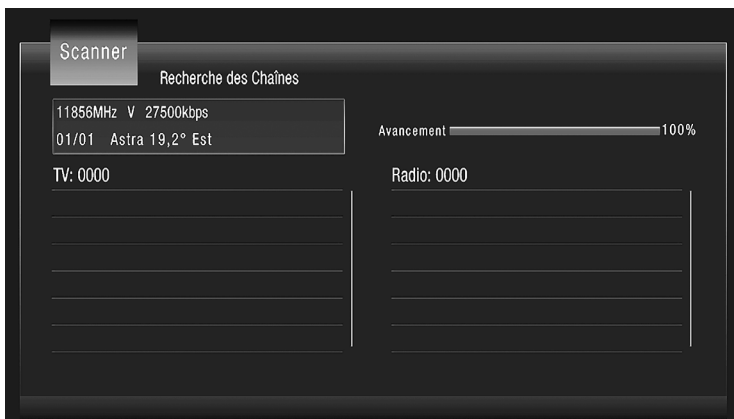 Scanner
Recherche des Chaînes
11856MHz V 27500kbps
01/01 Astra 19,2° Est
Avancement 100%
TV: 0000
Radio: 0000